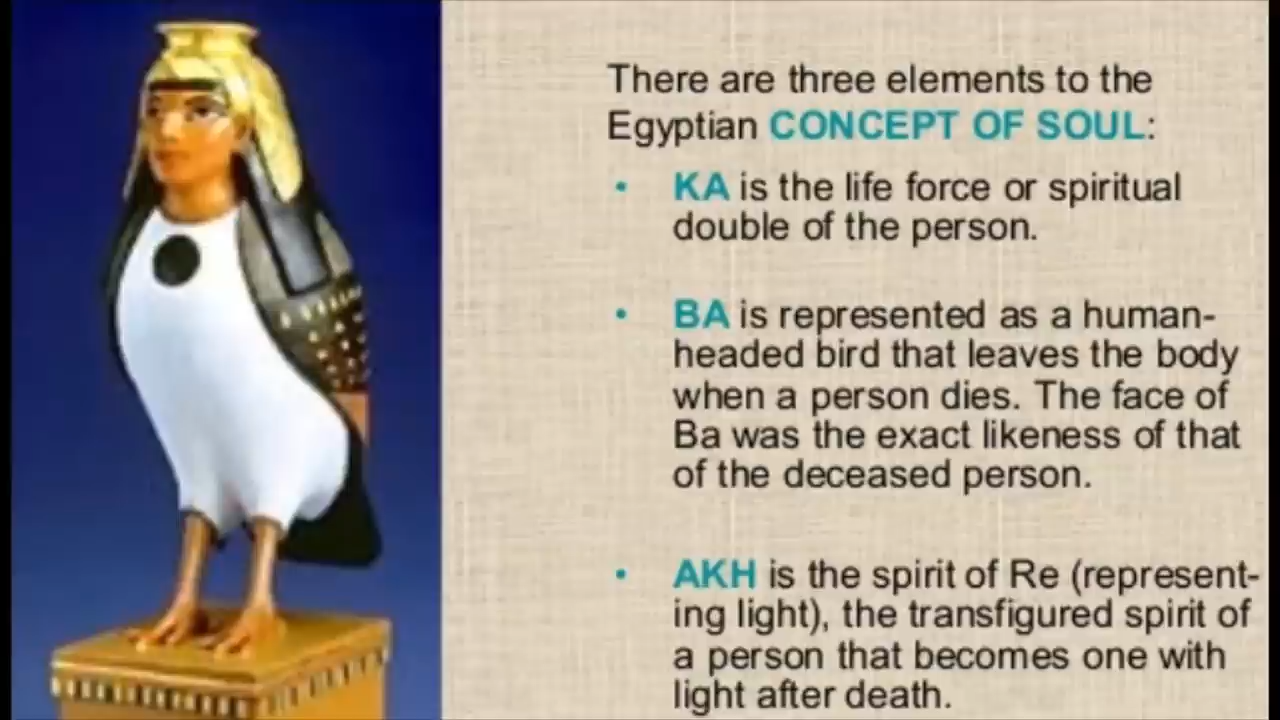 There are three elements to the
Egyptian CONCEPT OF SOUL:
• KA is the life force or spiritual
double of the person.
• BA is represented as a human-
headed bird that leaves the body
when a person dies. The face of
Ba was the exact likeness of that
of the deceased person.
• AKH is the spirit of Re (represent-
ing light), the transfigured spirit of
a person that becomes one with
light after death.